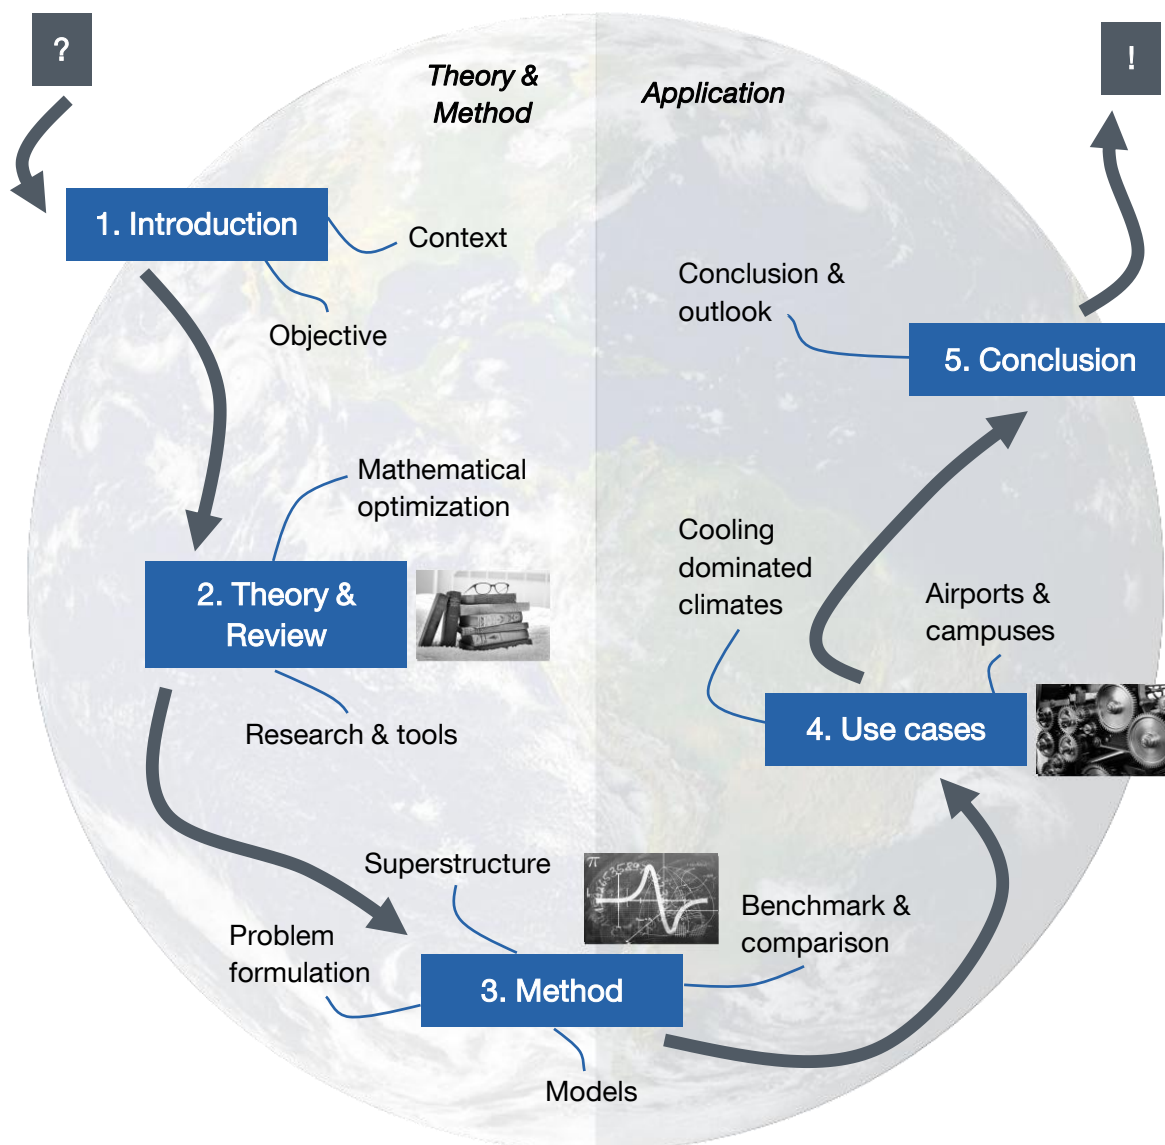 ?
!
Theory &
Method
Application
1. Introduction
Context
Objective
Conclusion &
outlook
5. Conclusion
Mathematical
optimization
2. Theory &
Review
Research & tools
Cooling
dominated
climates
Airports &
campuses
4. Use cases
Superstructure
Problem
formulation
3. Method
Benchmark &
comparison
Models
π